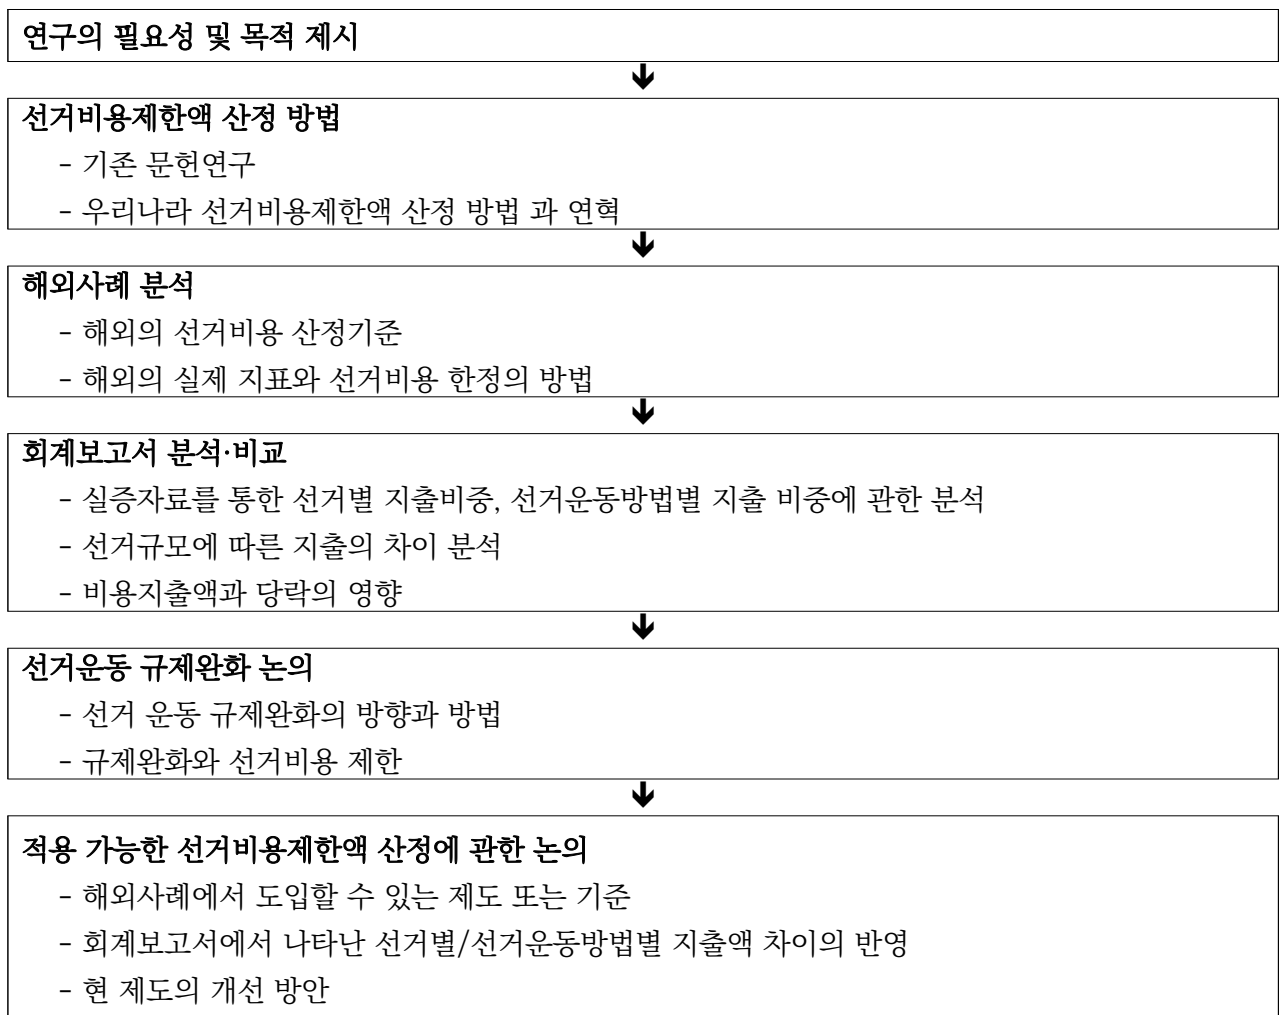 연구의 필요성 및 목적 제시
선거비용제한액 산정 방법
- 기존 문헌연구
- 우리나라 선거비용제한액 산정 방법 과 연혁
해외사례 분석
- 해외의 선거비용 산정기준
- 해외의 실제 지표와 선거비용 한정의 방법
회계보고서 분석·비교
- 실증자료를 통한 선거별 지출비중, 선거운동방법별 지출 비중에 관한 분석
- 선거규모에 따른 지출의 차이 분석
- 비용지출액과 당락의 영향
선거운동 규제완화 논의
- 선거 운동 규제완화의 방향과 방법
- 규제완화와 선거비용 제한
적용 가능한 선거비용제한액 산정에 관한 논의
- 해외사례에서 도입할 수 있는 제도 또는 기준
- 회계보고서에서 나타난 선거별/선거운동방법별 지출액 차이의 반영
- 현 제도의 개선 방안